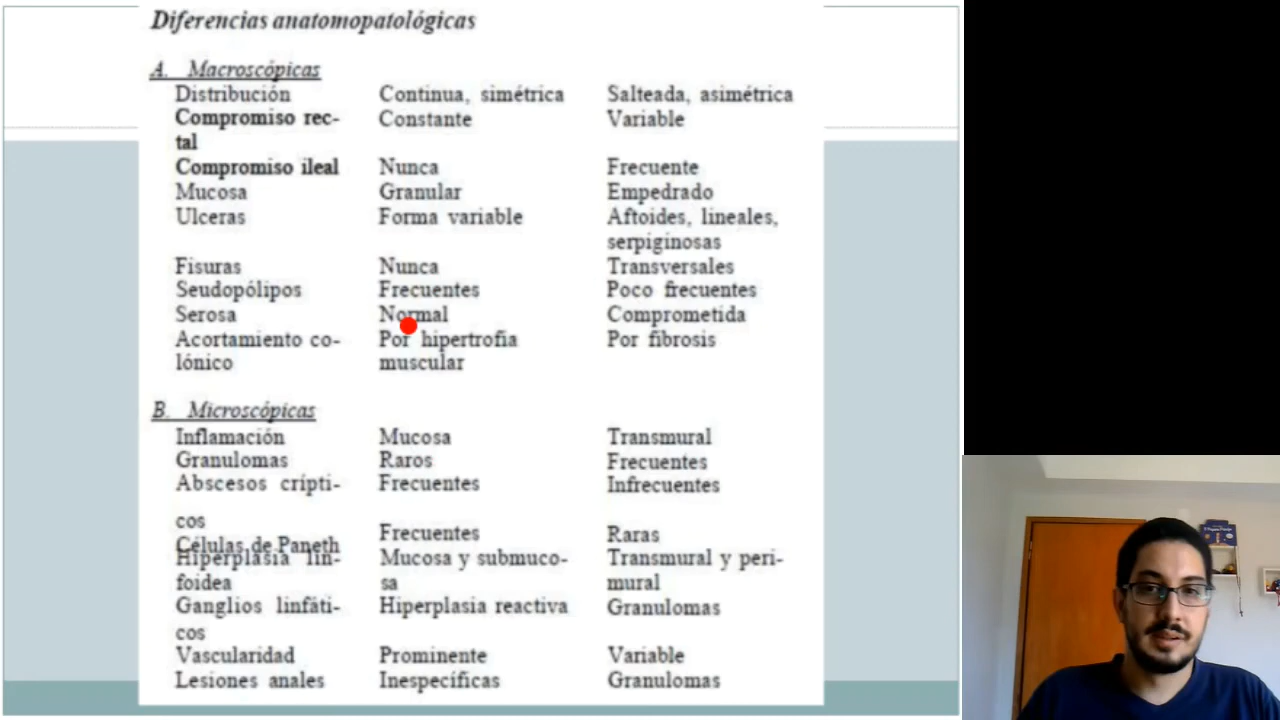 Diferencias anatomopatológicas
A. Macroscópicas
Distribución Continua, simétrica Salteada, asimétrica
Compromiso rec- Constante Variable
tal
Compromiso ileal Nunca Frecuente
Mucosa Granular Empedrado
Ulceras Forma variable Aftoides, lineales,
serpiginosas
Fisuras Nunca Transversales
Seudopólipos Frecuentes Poco frecuentes
Serosa Normal Comprometida
Acortamiento co- Por hipertrofia Por fibrosis
lónico muscular
B. Microscópicas
Inflamación Mucosa Transmural
Granulomas Raros Frecuentes
Abscesos crípti- Frecuentes Infrecuentes
cos
Células de Paneth Frecuentes Raras
Hiperplasia lin- Mucosa y submuco- Transmural y peri-
foidea sa mural
Ganglios linfáti- Hiperplasia reactiva Granulomas
cos
Vascularidad Prominente Variable
Lesiones anales Inespecíficas Granulomas